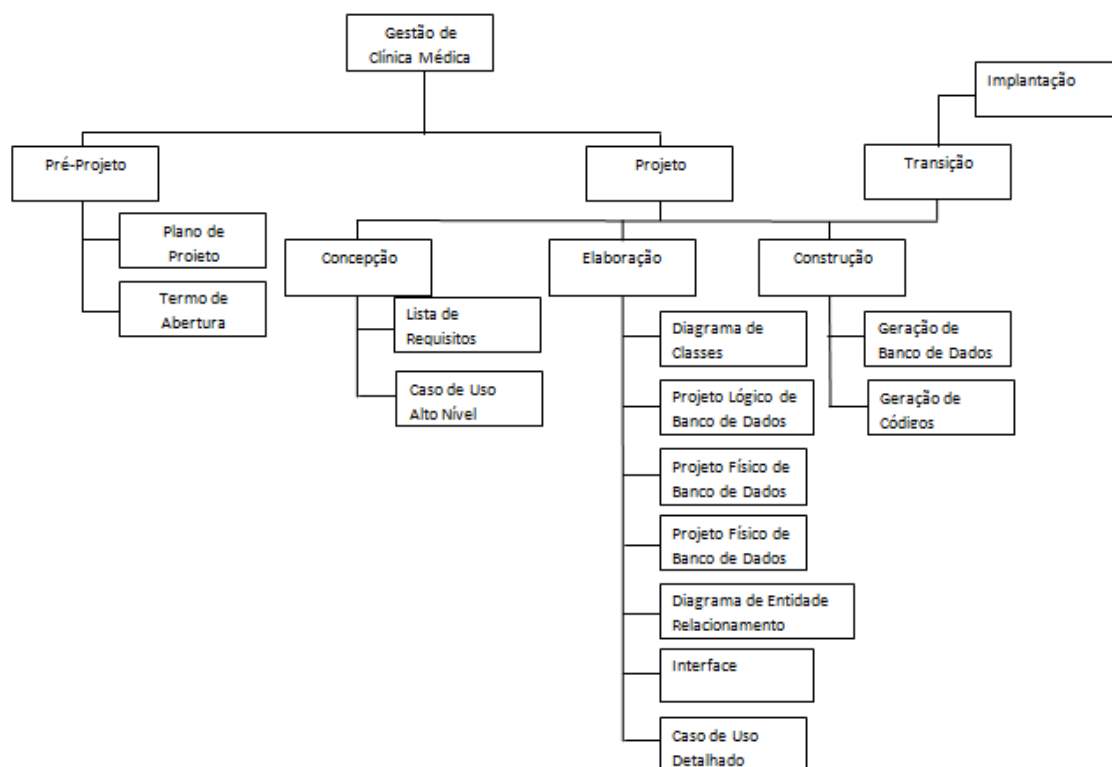 Gestão de
Clínica Médica
Implantação
Pré-Projeto
Projeto
Transição
Plano de
Projeto
Termo de
Abertura
Concepção
Elaboração
Construção
Lista de
Requisitos
Caso de Uso
Alto Nível
Diagrama de
Classes
Projeto Lógico de
Banco de Dados
Projeto Físico de
Banco de Dados
Projeto Físico de
Banco de Dados
Diagrama de Entidade
Relacionamento
Interface
Caso de Uso
Detalhado
Geração de
Banco de Dados
Geração de
Códigos